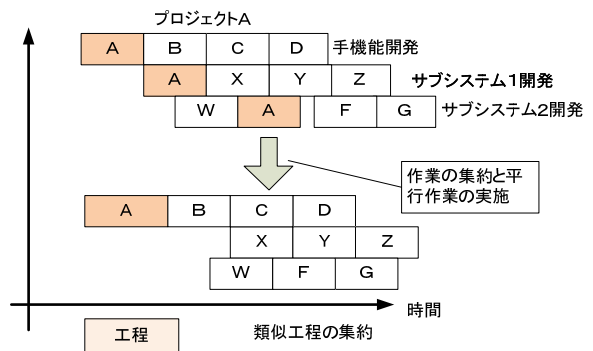 プロジェクトA
A B C D 手機能開発
A X Y Z サブシステム1開発
W A F G サブシステム2開発
作業の集約と平
行作業の実施
A B C D
X Y Z
W F G
時間
工程 類似工程の集約